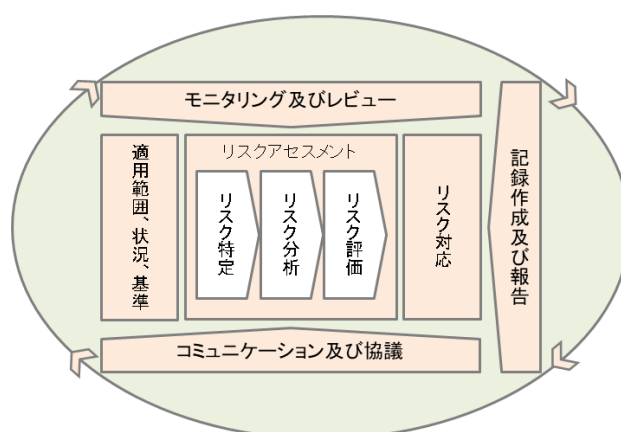 モニタリング及びレビュー
適用範囲、状況、基準
リスクアセスメント
リスク特定
リスク分析
リスク評価
リスク対応
記録作成及び報告
コミュニケーション及び協議